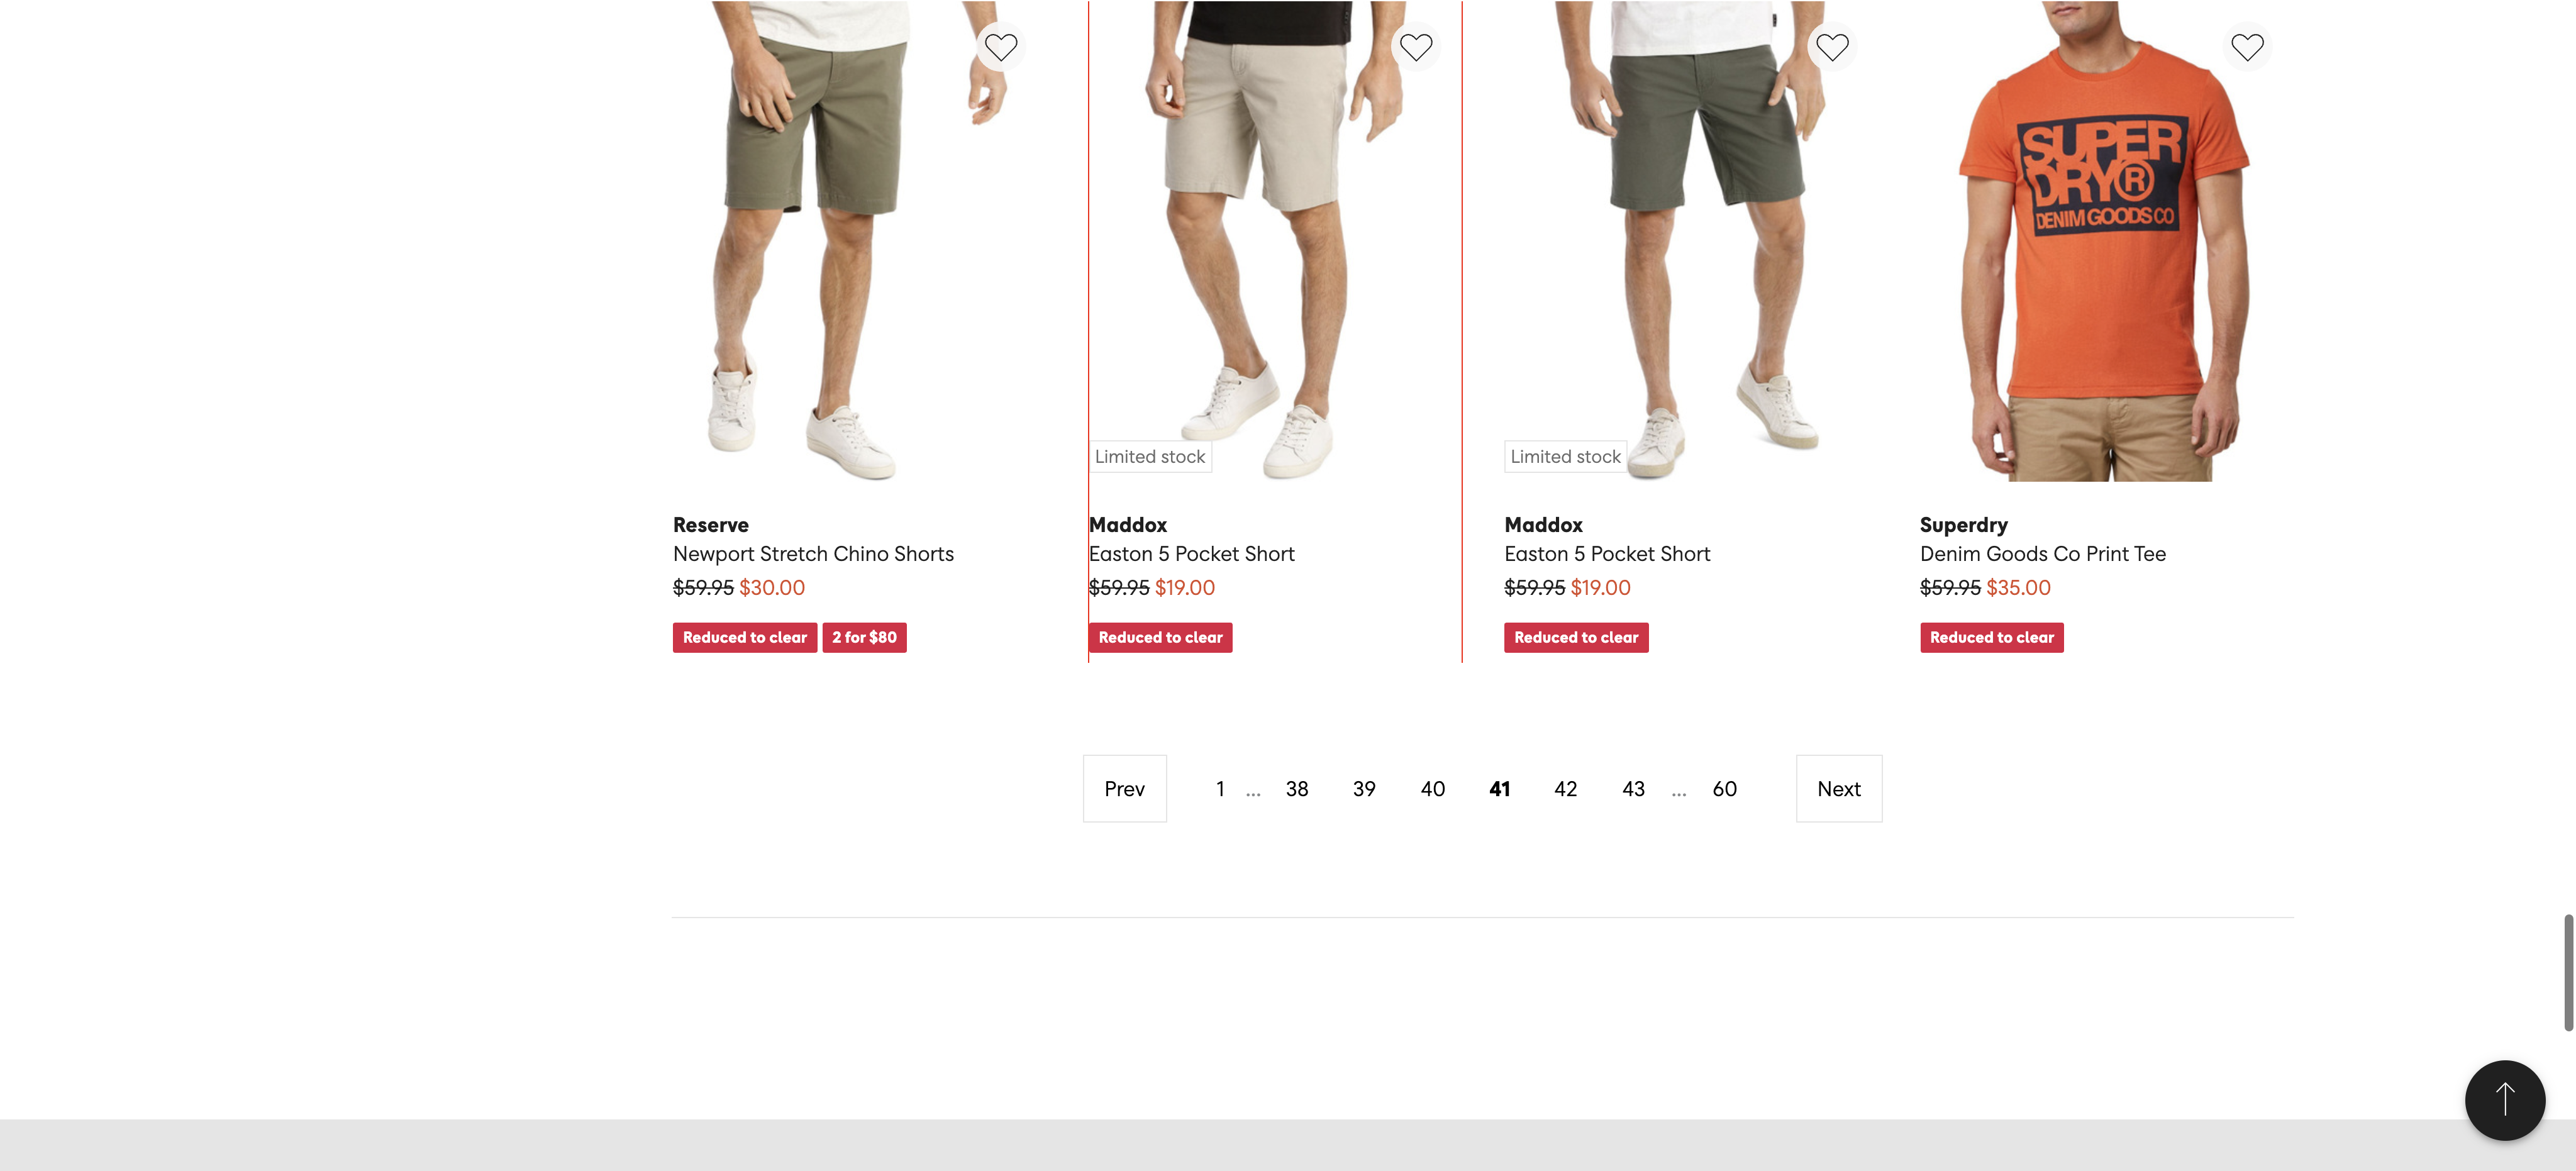 SUPER
DRY®
DENIM GOODS CO
Limited stock
Limited stock
Reserve
Newport Stretch Chino Shorts
$59.95 $30.00
Reduced to clear 2 for $80
Maddox
Easton 5 Pocket Short
$59.95 $19.00
Reduced to clear
Maddox
Easton 5 Pocket Short
$59.95 $19.00
Reduced to clear
Superdry
Denim Goods Co Print Tee
$59.95 $35.00
Reduced to clear
Prev 1 ... 38 39 40 41 42 43 ... 60 Next